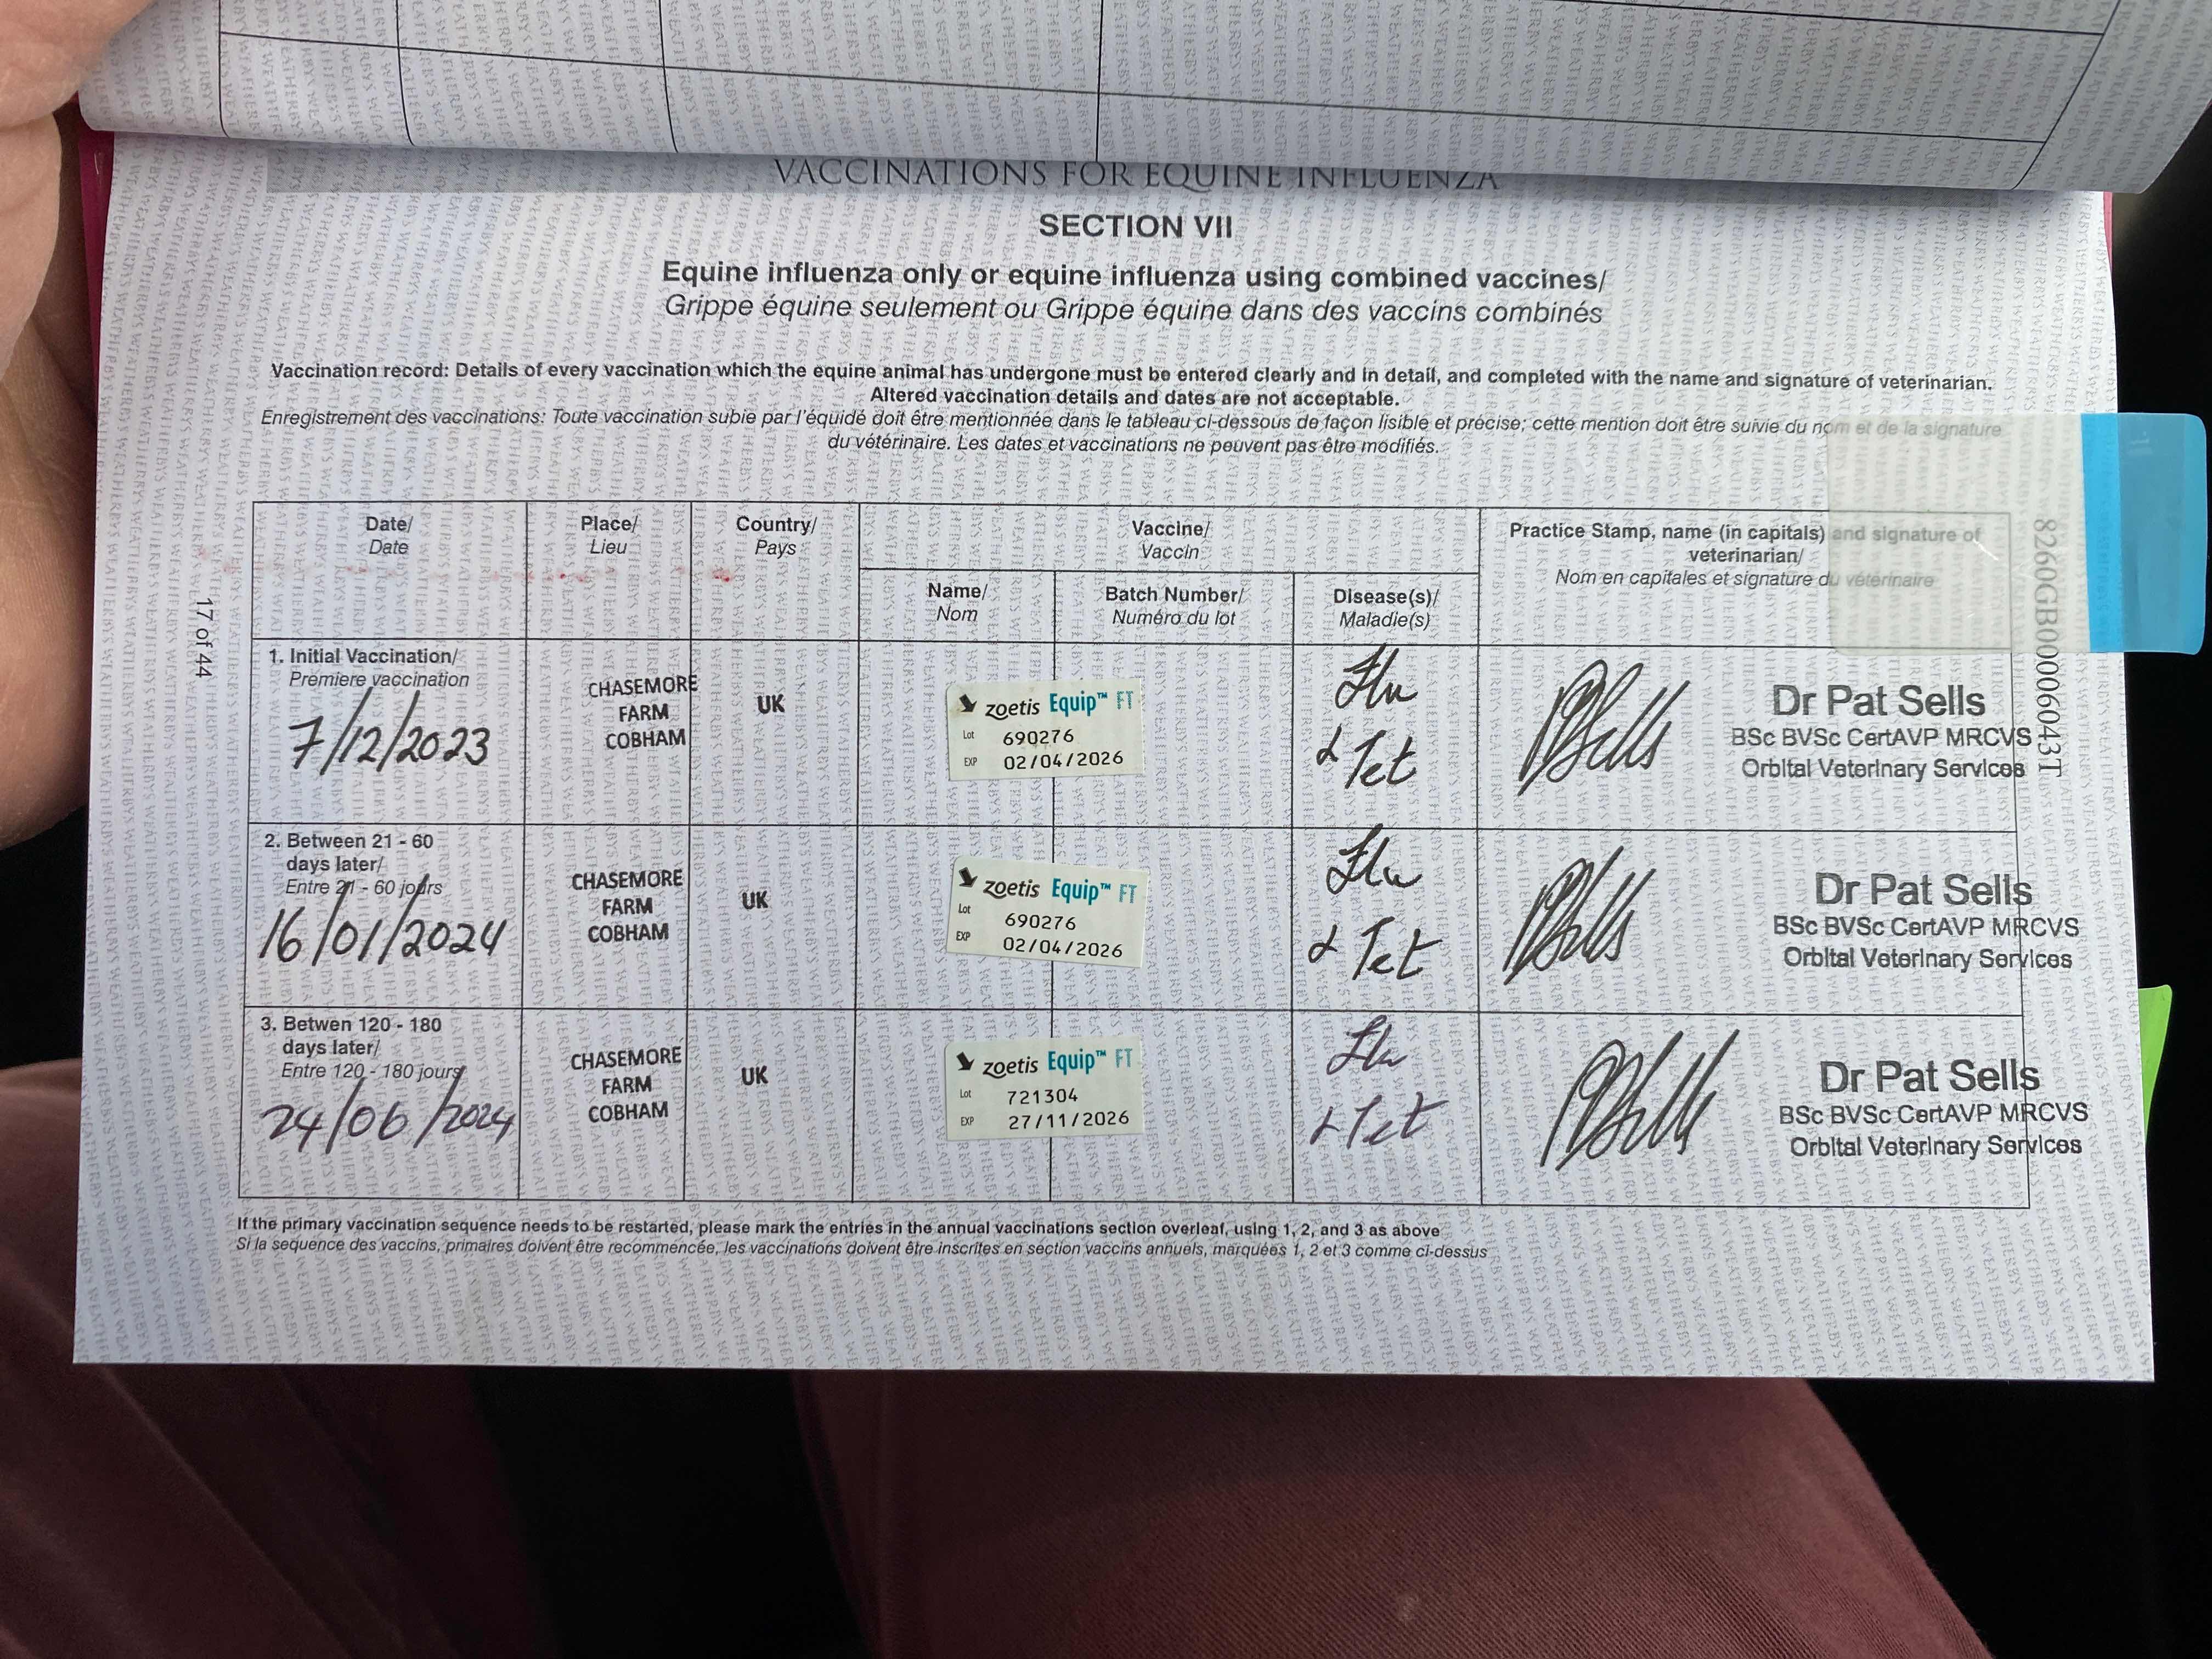 VACCINATIONS FOR EQUINE INFLUENZA
SECTION VII
Equine influenza only or equine influenza using combined vaccines/
Grippe équine seulement ou Grippe équine dans des vaccins combinés
Vaccination record: Details of every vaccination which the equine animal has undergone must be entered clearly and in detail, and completed with the name and signature of veterinarian.
Altered vaccination details and dates are not acceptable.
Enregistrement des vaccinations: Toute vaccination subie par l'équidé doit être mentionnée dans le tableau ci-dessous de façon lisible et précise; cette mention doit être suivie du nom et de la signature
du vétérinaire. Les dates et vaccinations ne peuvent pas être modifiés.
Date/
Date
Place/
Lieu
Country/
Pays
Vaccine/
Vaccin
Name/
Nom
Batch Number/
Numéro du lot
Disease(s)/
Maladie(s)
Practice Stamp, name (in capitals) and signature of
veterinarian/
Nom en capitales et signature du vétérinaire
1. Initial Vaccination/
Premiere vaccination
7/12/2023
CHASEMORE
FARM
COBHAM
UK
zoetis Equip™ FT
Lot 690276
EXP 02/04/2026
Flu
& Tet
Dr Pat Sells
BSc BVSc CertAVP MRCVS
Orbital Veterinary Services
2. Between 21 - 60
days later/
Entre 21 - 60 jours
16/01/2024
CHASEMORE
FARM
COBHAM
UK
zoetis Equip™ FT
Lot 690276
EXP 02/04/2026
Flu
& Tet
Dr Pat Sells
BSc BVSc CertAVP MRCVS
Orbital Veterinary Services
3. Betwen 120 - 180
days later/
Entre 120 - 180 jours
24/06/2024
CHASEMORE
FARM
COBHAM
UK
zoetis Equip™ FT
Lot 721304
EXP 27/11/2026
Flu
& Tet
Dr Pat Sells
BSc BVSc CertAVP MRCVS
Orbital Veterinary Services
If the primary vaccination sequence needs to be restarted, please mark the entries in the annual vaccinations section overleaf, using 1, 2, and 3 as above
Si la sequence des vaccins, primaires doivent être recommencée, les vaccinations doivent être inscrites en section vaccins annuels, marquées 1, 2 et 3 comme ci-dessus
17 of 44
8260GB00006043T